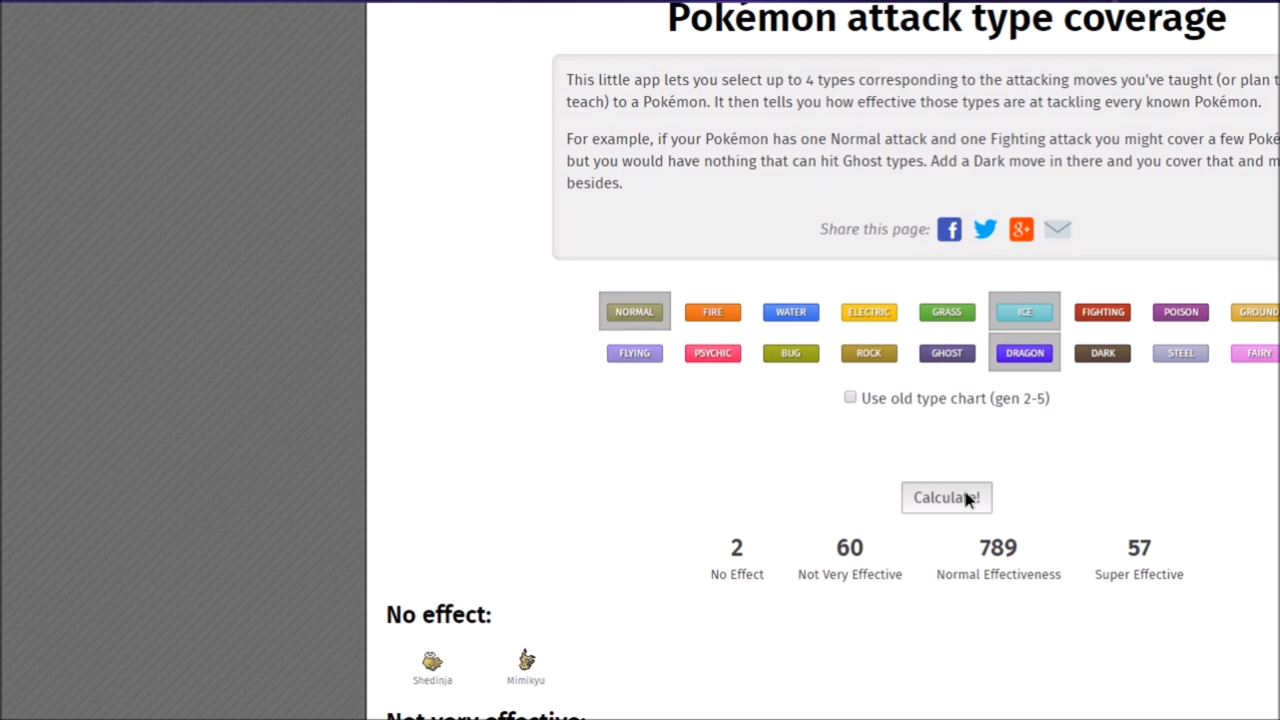 Pokémon attack type coverage
This little app lets you select up to 4 types corresponding to the attacking moves you've taught (or plan t
teach) to a Pokémon. It then tells you how effective those types are at tackling every known Pokémon.
For example, if your Pokémon has one Normal attack and one Fighting attack you might cover a few Poké
but you would have nothing that can hit Ghost types. Add a Dark move in there and you cover that and m
besides.
Share this page:
NORMAL FIRE WATER ELECTRIC GRASS ICE FIGHTING POISON GROUND
FLYING PSYCHIC BUG ROCK GHOST DRAGON DARK STEEL FAIRY
Use old type chart (gen 2-5)
Calculate!
2 60 789 57
No Effect Not Very Effective Normal Effectiveness Super Effective
No effect:
Shedinja Mimikyu
Not very effective: